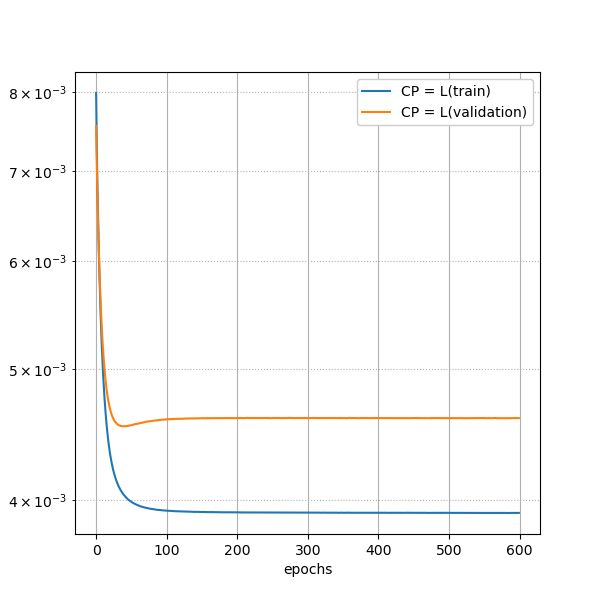 CP = L(train)
CP = L(validation)
8 × 10⁻³
7 × 10⁻³
6 × 10⁻³
5 × 10⁻³
4 × 10⁻³
0 100 200 300 400 500 600
epochs